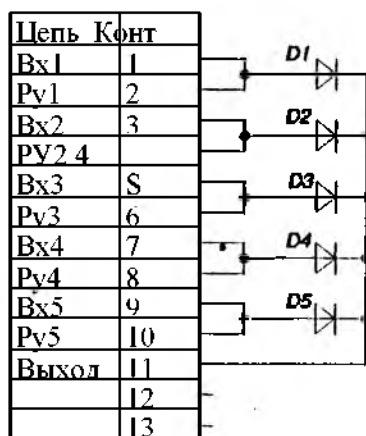 Цепь Конт
Вх1 1
Ру1 2
Вх2 3
РУ2 4
Вх3 S
Ру3 6
Вх4 7
Ру4 8
Вх5 9
Ру5 10
Выход 11
12
13
D1
D2
D3
D4
D5